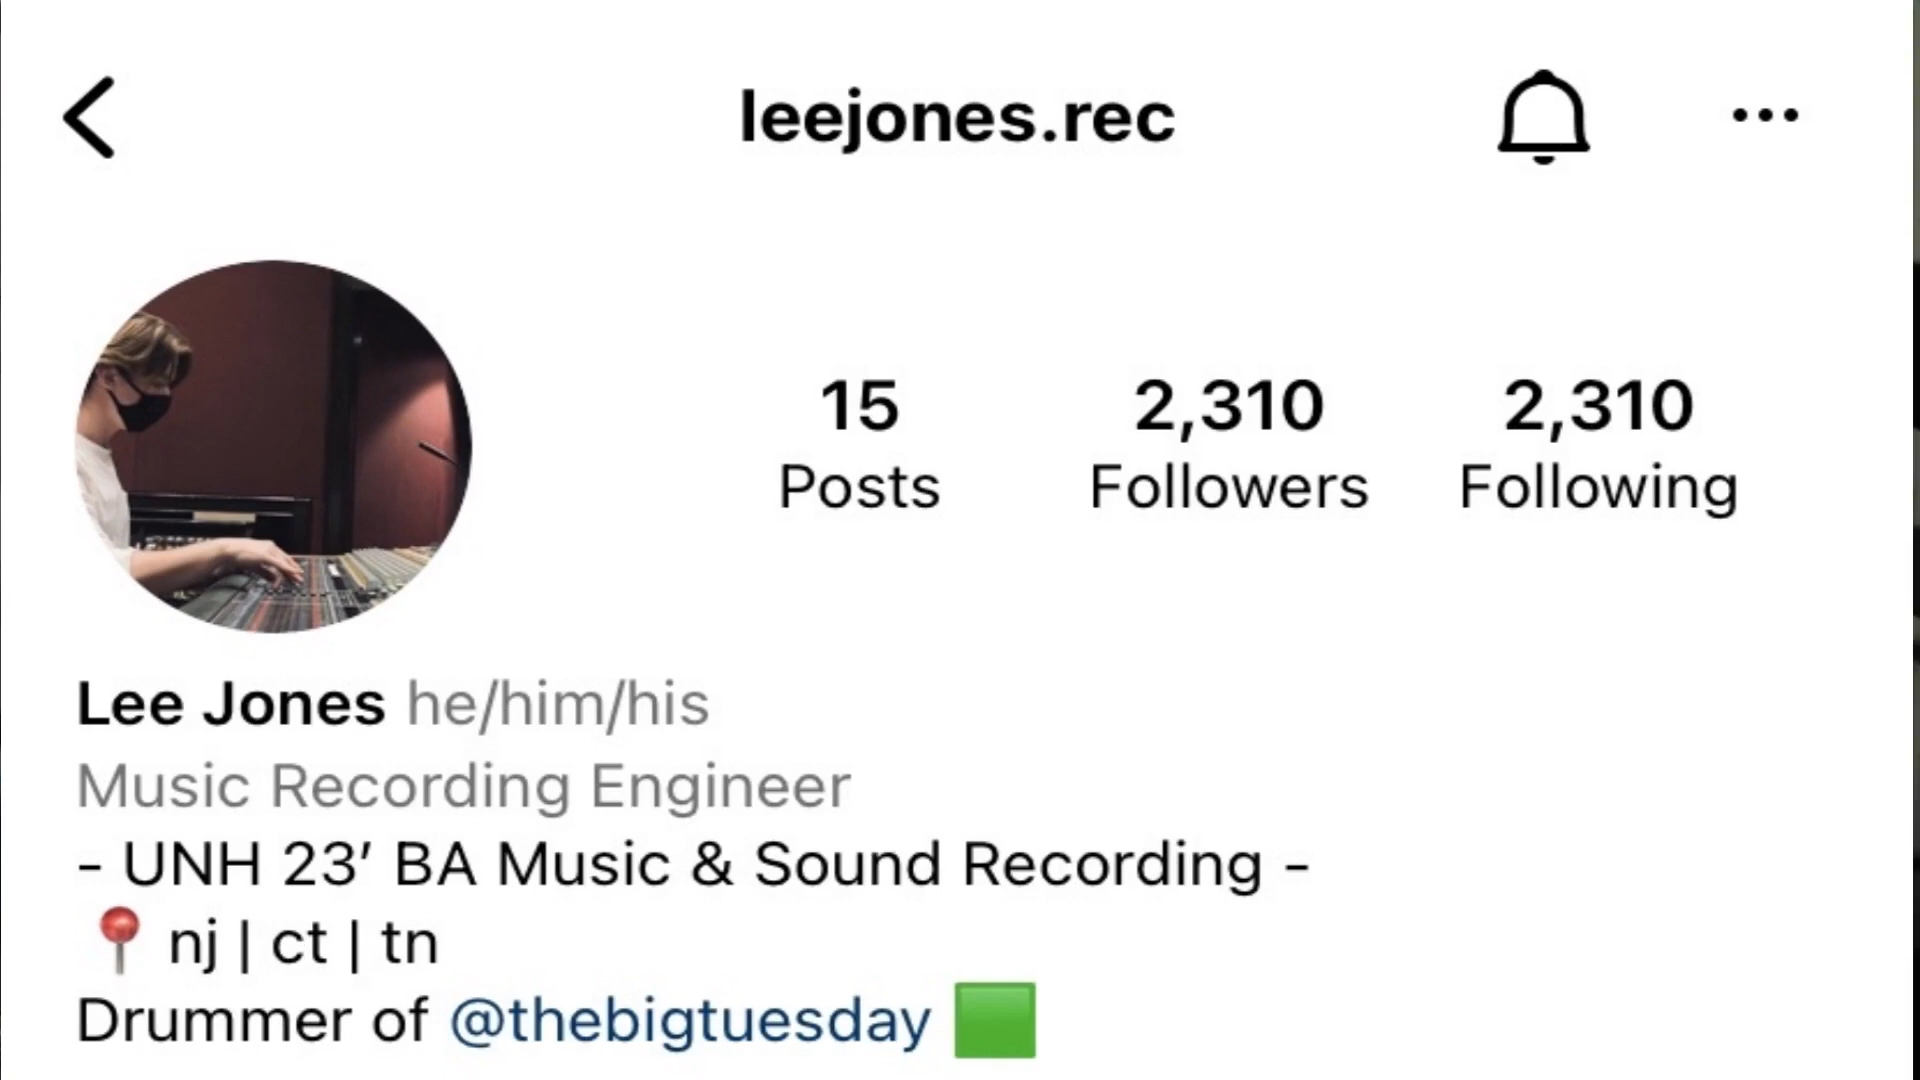 leejones.rec
15 2,310 2,310
Posts Followers Following
Lee Jones he/him/his
Music Recording Engineer
- UNH 23’ BA Music & Sound Recording -
📍 nj | ct | tn
Drummer of @thebigtuesday 🟩